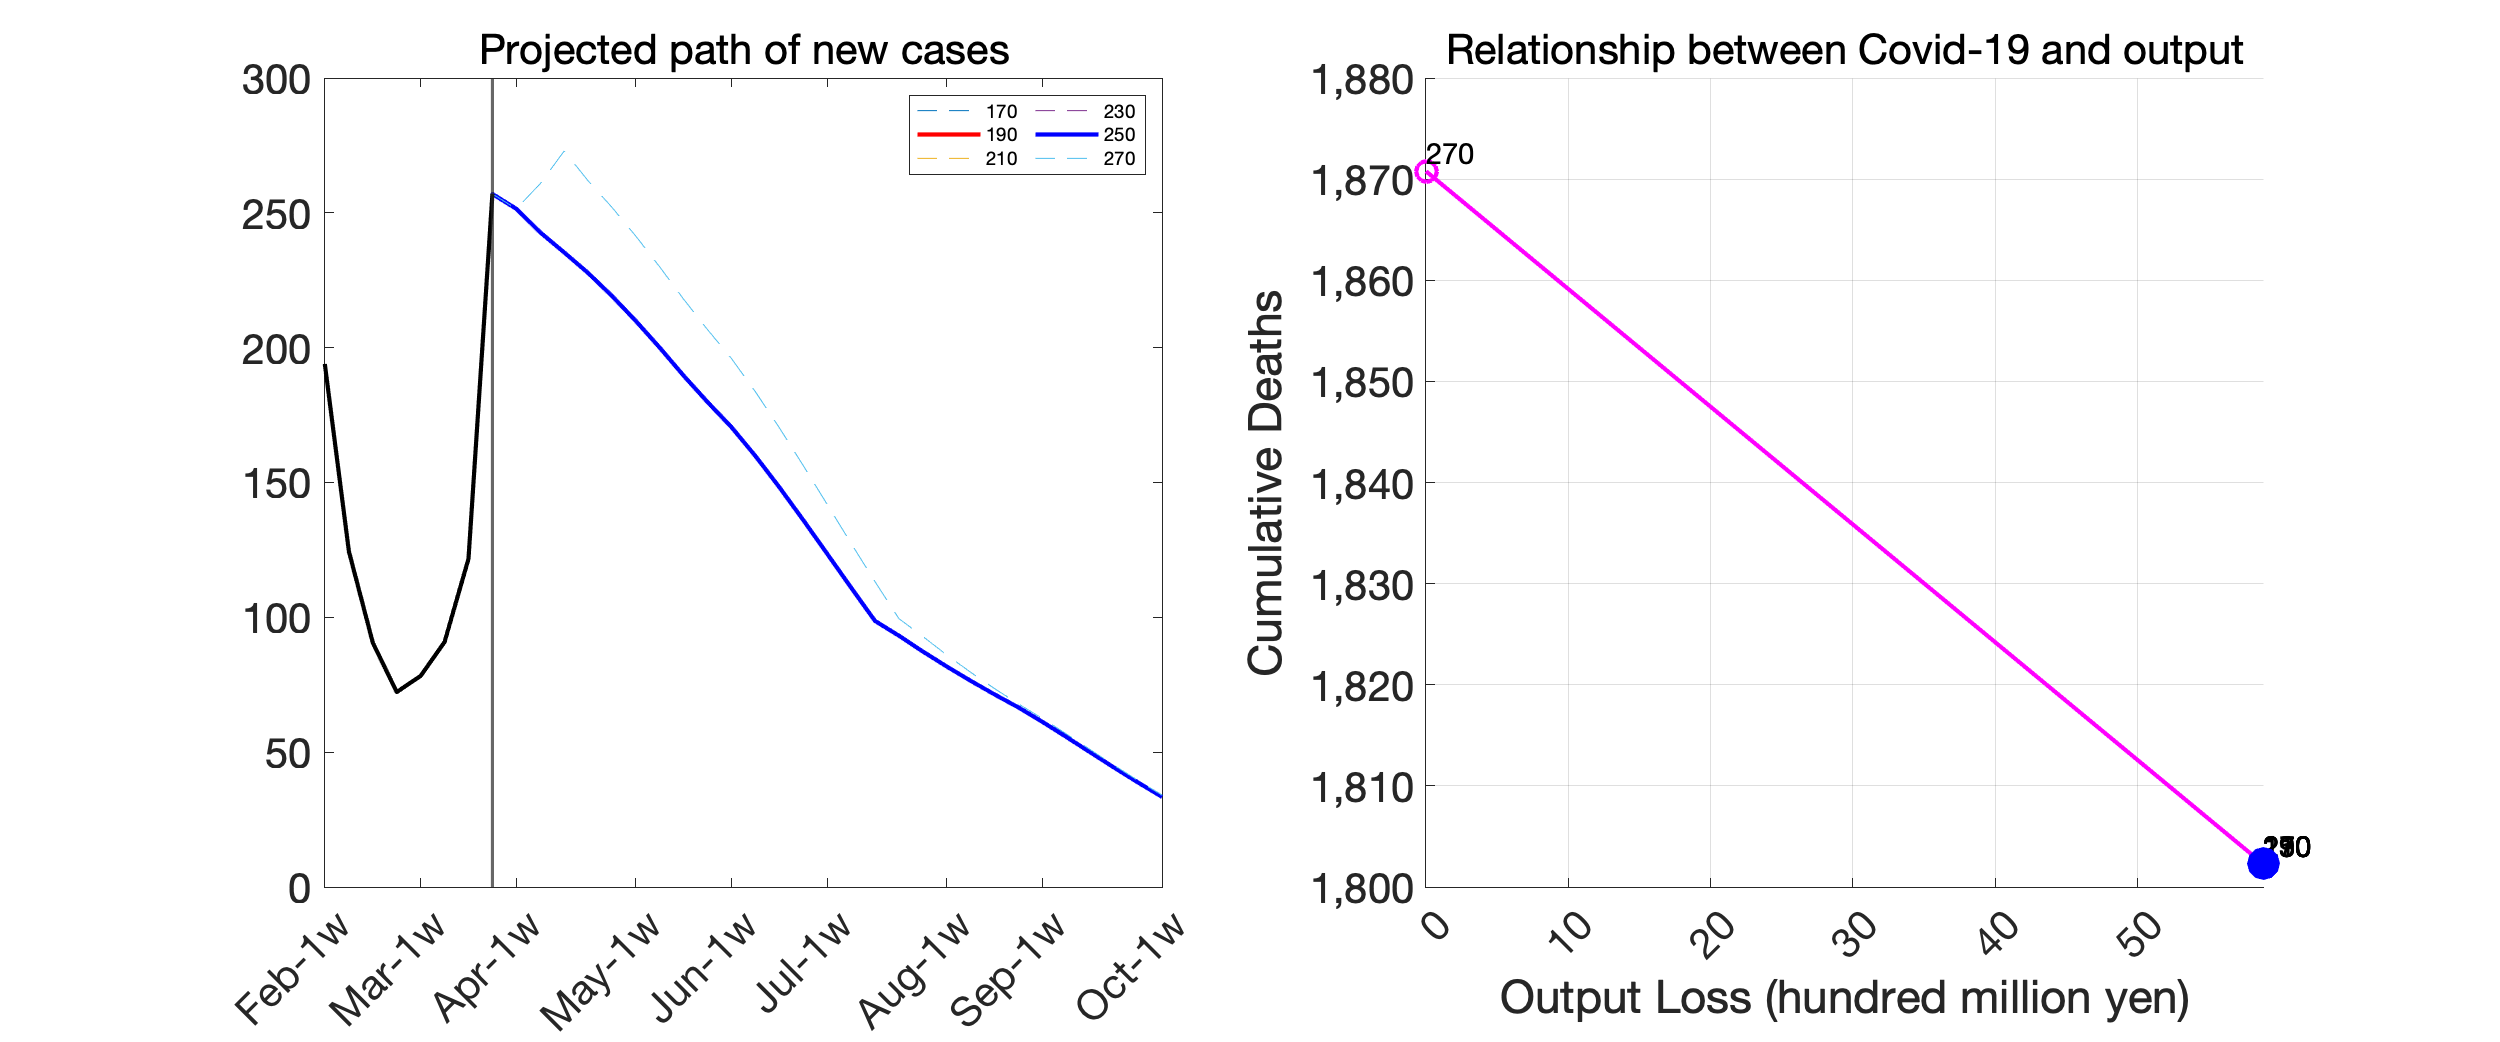 Projected path of new cases
300
250
200
150
100
50
0
170 230
190 250
210 270
Feb-1w
Mar-1w
Apr-1w
May-1w
Jun-1w
Jul-1w
Aug-1w
Sep-1w
Oct-1w
Relationship between Covid-19 and output
Cumulative Deaths
1,880
1,870
1,860
1,850
1,840
1,830
1,820
1,810
1,800
270
0
10
20
30
40
50
Output Loss (hundred million yen)